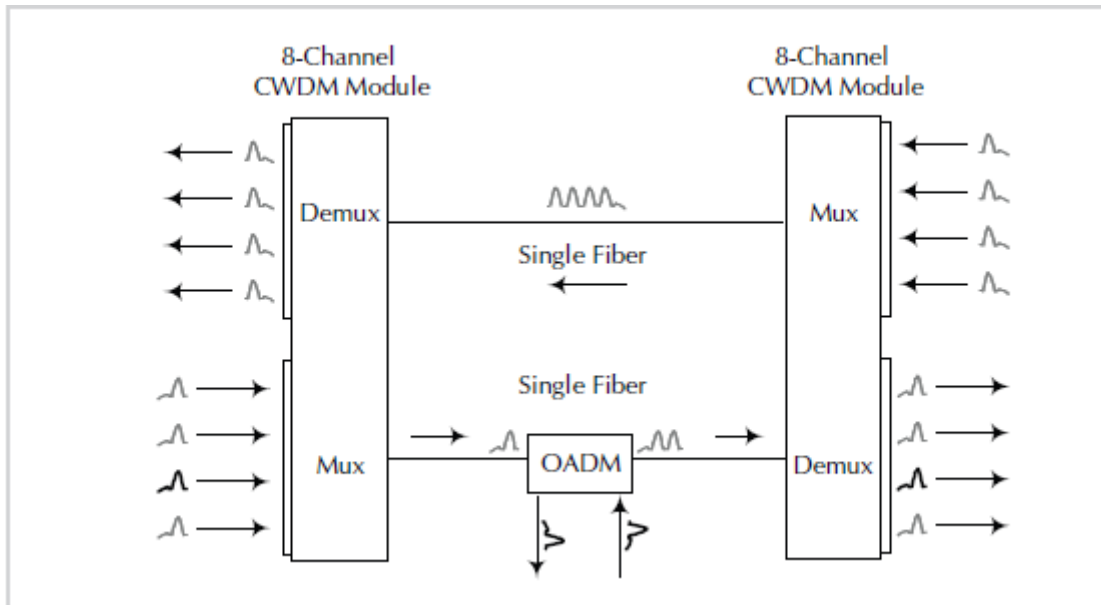 8-Channel
CWDM Module
8-Channel
CWDM Module
Demux
Mux
Single Fiber
Single Fiber
Mux
OADM
Demux